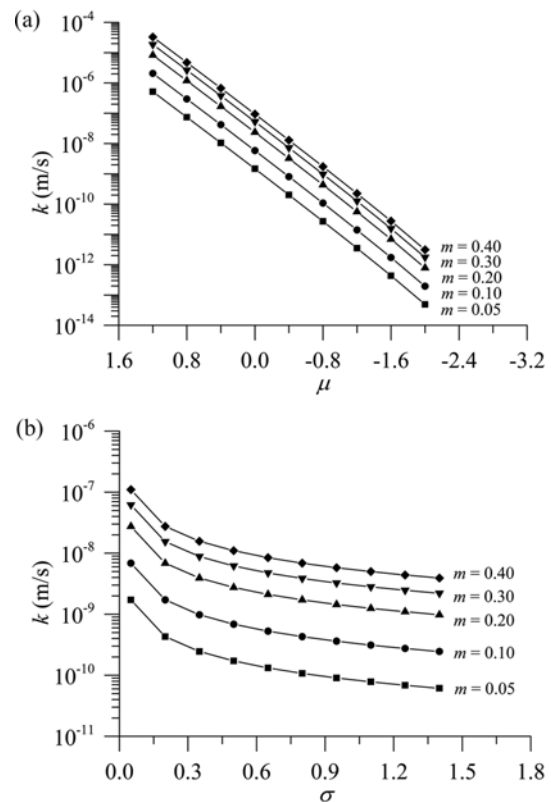 (a)
k (m/s)
10⁻⁴
10⁻⁶
10⁻⁸
10⁻¹⁰
10⁻¹²
10⁻¹⁴
m = 0.40
m = 0.30
m = 0.20
m = 0.10
m = 0.05
1.6 0.8 0.0 -0.8 -1.6 -2.4 -3.2
μ
(b)
k (m/s)
10⁻⁶
10⁻⁷
10⁻⁸
10⁻⁹
10⁻¹⁰
10⁻¹¹
m = 0.40
m = 0.30
m = 0.20
m = 0.10
m = 0.05
0.0 0.3 0.6 0.9 1.2 1.5 1.8
σ